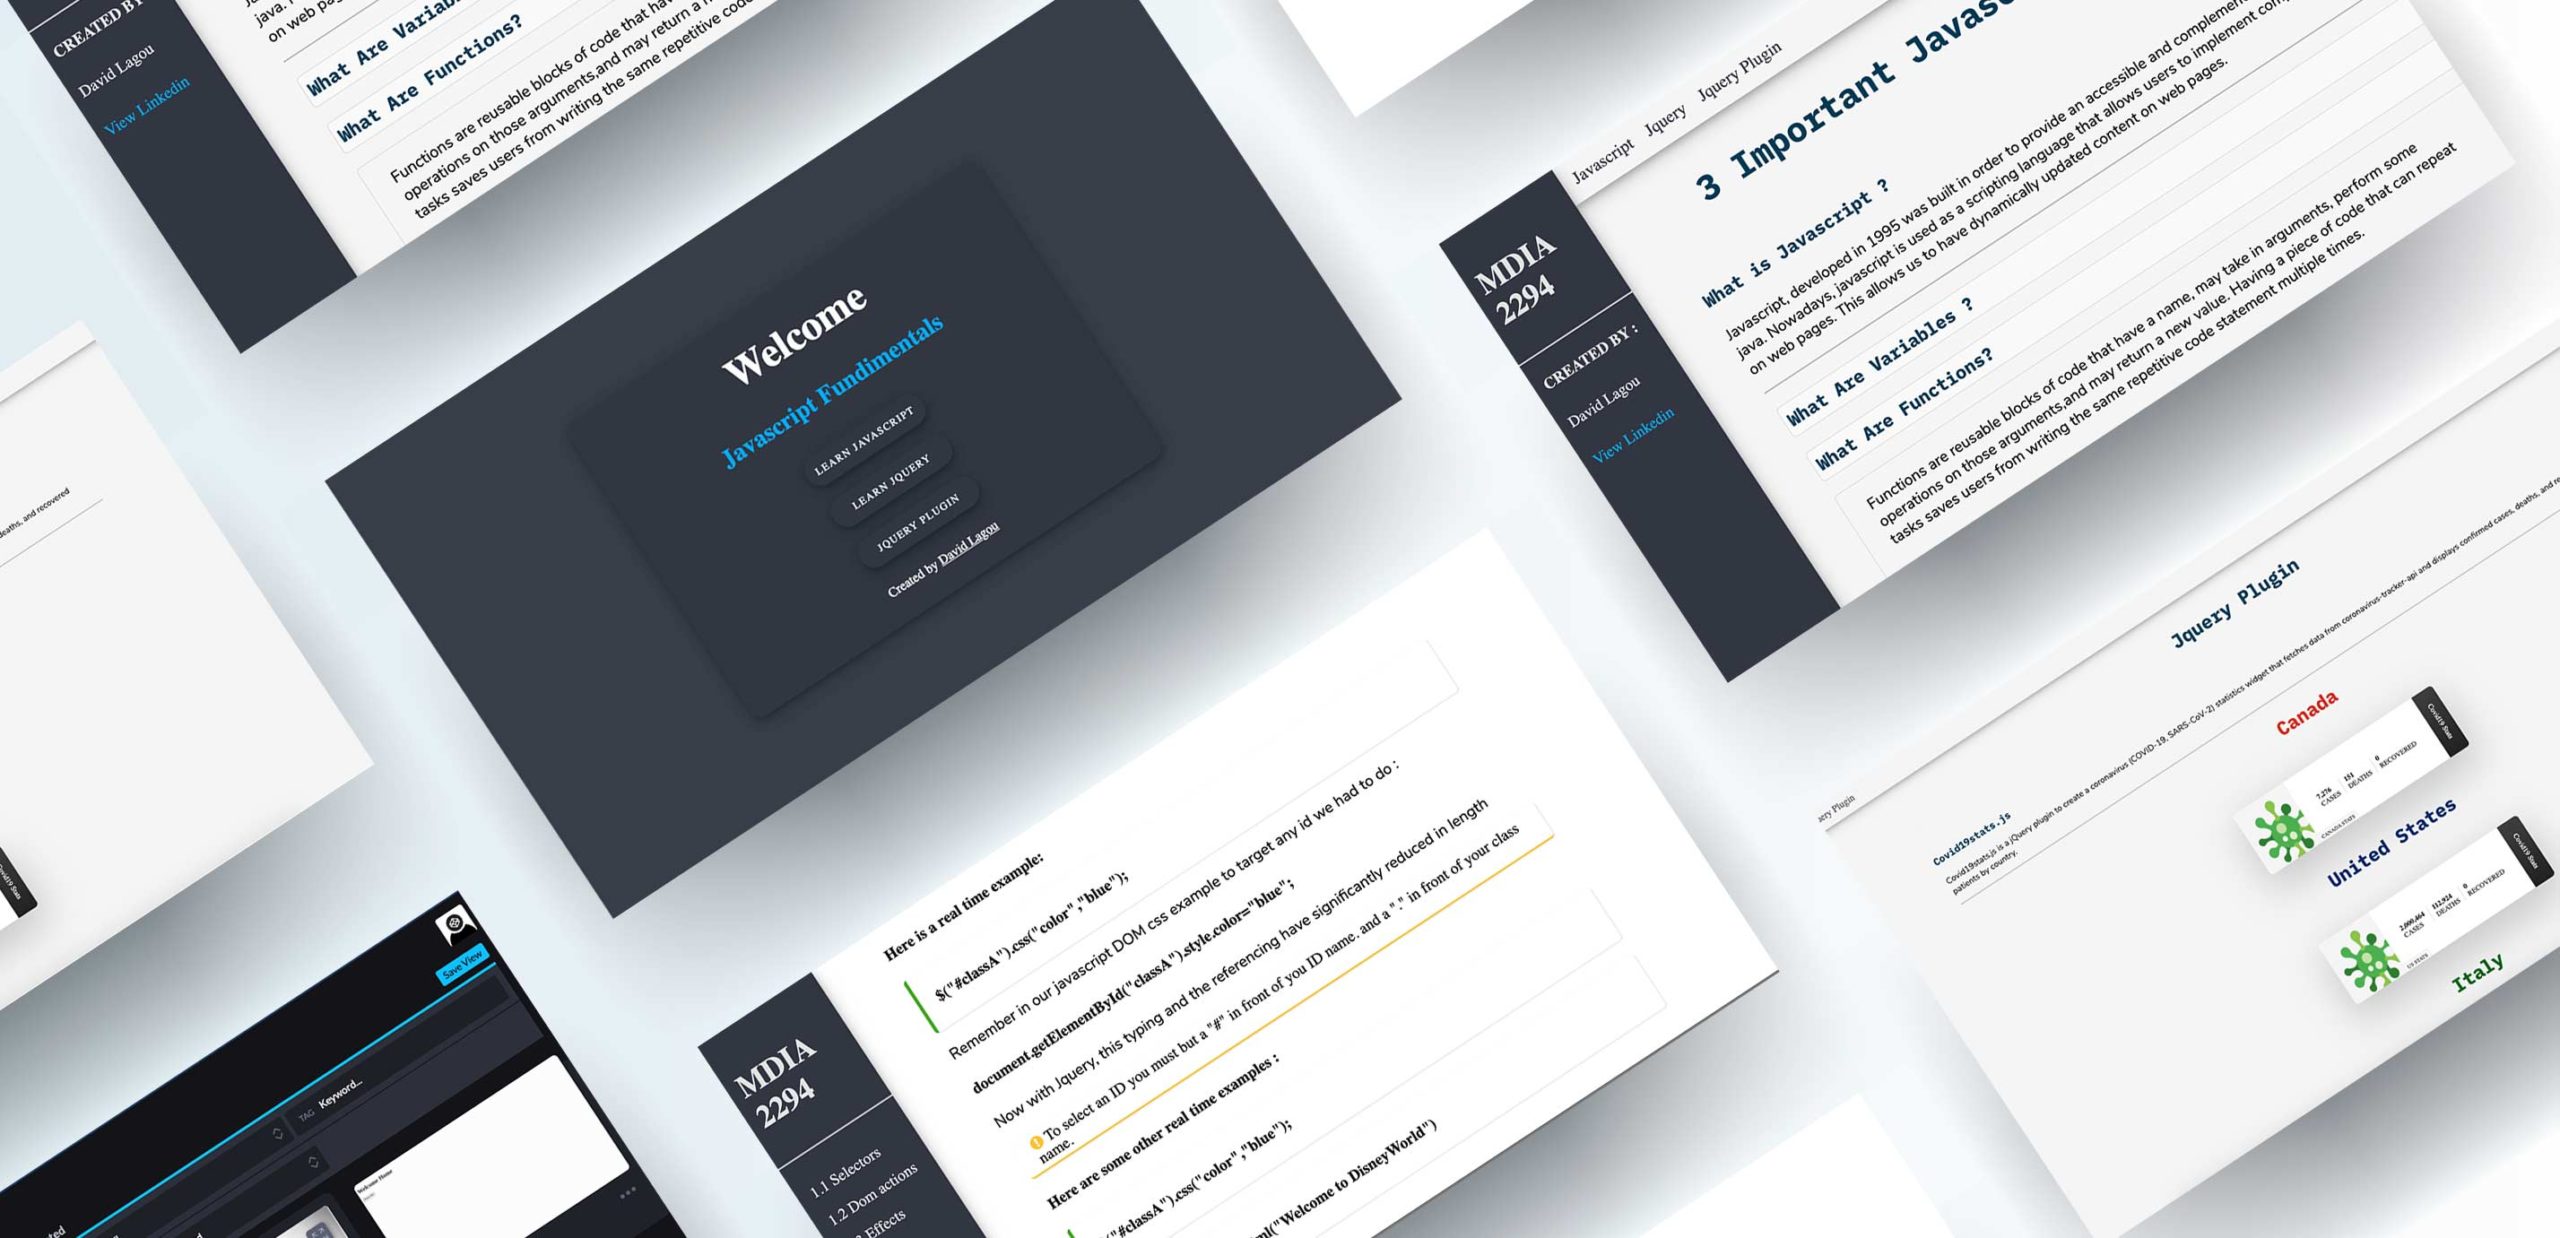 CREATED BY
David Lagou
View Linkedin
java.
on web
What Are
What Are Functions?
Functions are reusable blocks of code that
operations on those arguments,and may return a
tasks saves users from writing the same repetitive
Welcome
Javascript Fundimentals
LEARN JAVASCRIPT
LEARN JQUERY
JQUERY PLUGIN
Created by David Lagou
Javascript Jquery Jquery Plugin
3 Important
MDIA
2294
CREATED BY :
David Lagou
View Linkedin
What is Javascript ?
Javascript, developed in 1995 was built in order to provide an accessible and
java. Nowadays, javascript is used as a scripting language that allows users to implement
on web pages. This allows us to have dynamically updated content on web pages.
What Are Variables ?
What Are Functions?
Functions are reusable blocks of code that have a name, may take in arguments, perform some
operations on those arguments,and may return a new value. Having a piece of code that can repeat
tasks saves users from writing the same repetitive code statement multiple times.
deaths, and recovered
Covid19 Stats
Save View
TAG Keyword...
Welcome Home
MDIA
2294
1.1 Selectors
1.2 Dom actions
Effects
Here is a real time example:
$("#classA").css("color","blue");
Remember in our javascript DOM css example to target any id we had to do :
document.getElementById("classA").style.color="blue";
Now with Jquery, this typing and the referencing have significantly reduced in length
To select an ID you must but a "#" in front of you ID name. and a "." in front of your class
name.
Here are some other real time examples :
("#classA").css("color","blue");
("Welcome to DisneyWorld")
Plugin
Jquery Plugin
Covid19stats.js
Covid19stats.js is a jQuery plugin to create a coronavirus (COVID-19, SARS-CoV-2) statistics widget that fetches data from coronavirus-tracker-api and displays confirmed cases, deaths, and
patients by country.
Canada
7,276 CASES
151 DEATHS
0 RECOVERED
CANADA STATS
Covid19 Stats
United States
2,000,464 CASES
112,924 DEATHS
0 RECOVERED
US STATS
Covid19 Stats
Italy